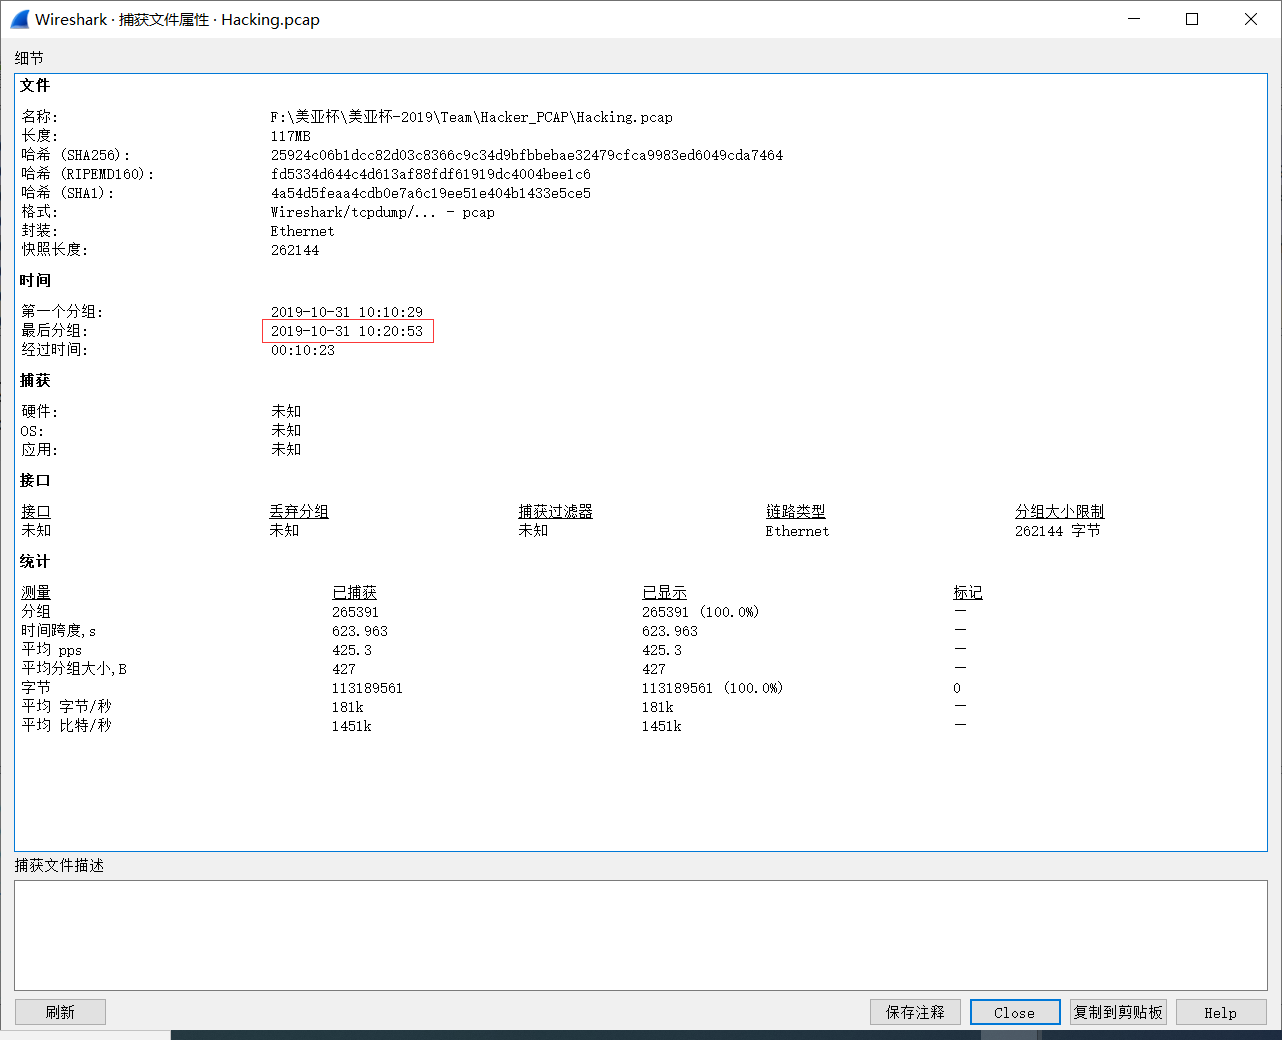 Wireshark · 捕获文件属性 · Hacking.pcap
细节
文件
名称: F:\美亚杯\美亚杯-2019\Team\Hacker_PCAP\Hacking.pcap
长度: 117MB
哈希 (SHA256): 25924c06b1dcc82d03c8366c9c34d9bfbbebae32479cfca9983ed6049cda7464
哈希 (RIPEMD160): fd5334d644c4d613af88fdf61919dc4004bee1c6
哈希 (SHA1): 4a54d5feaa4cdb0e7a6c19ee51e404b1433e5ce5
格式: Wireshark/tcpdump/... - pcap
封装: Ethernet
快照长度: 262144
时间
第一个分组: 2019-10-31 10:10:29
最后分组: 2019-10-31 10:20:53
经过时间: 00:10:23
捕获
硬件: 未知
OS: 未知
应用: 未知
接口
接口 丢弃分组 捕获过滤器 链路类型 分组大小限制
未知 未知 未知 Ethernet 262144 字节
统计
测量 已捕获 已显示 标记
分组 265391 265391 (100.0%) —
时间跨度,s 623.963 623.963 —
平均 pps 425.3 425.3 —
平均分组大小,B 427 427 —
字节 113189561 113189561 (100.0%) 0
平均 字节/秒 181k 181k —
平均 比特/秒 1451k 1451k —
捕获文件描述
刷新 保存注释 Close 复制到剪贴板 Help